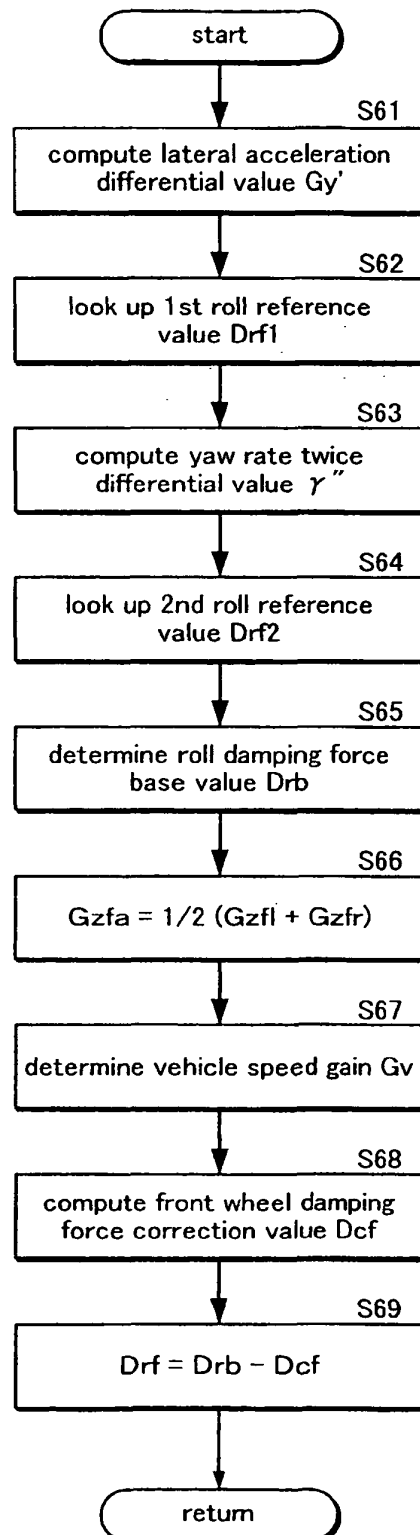 start
S61
compute lateral acceleration
differential value Gy'
S62
look up 1st roll reference
value Drf1
S63
compute yaw rate twice
differential value γ"
S64
look up 2nd roll reference
value Drf2
S65
determine roll damping force
base value Drb
S66
Gzfa = 1/2 (Gzfl + Gzfr)
S67
determine vehicle speed gain Gv
S68
compute front wheel damping
force correction value Dcf
S69
Drf = Drb − Dcf
return